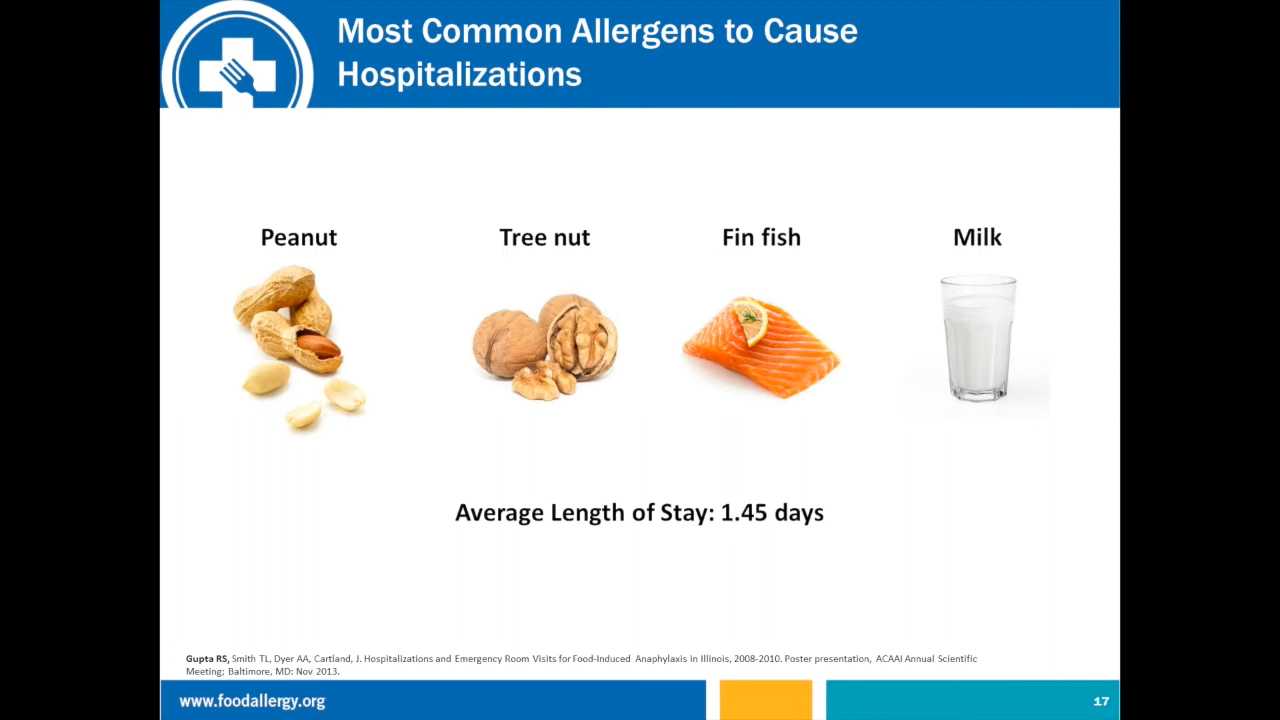 Most Common Allergens to Cause
Hospitalizations
Peanut
Tree nut
Fin fish
Milk
Average Length of Stay: 1.45 days
Gupta RS, Smith TL, Dyer AA, Cartland, J. Hospitalizations and Emergency Room Visits for Food-Induced Anaphylaxis in Illinois, 2008-2010. Poster presentation, ACAAI Annual Scientific
Meeting; Baltimore, MD: Nov 2013.
www.foodallergy.org
17